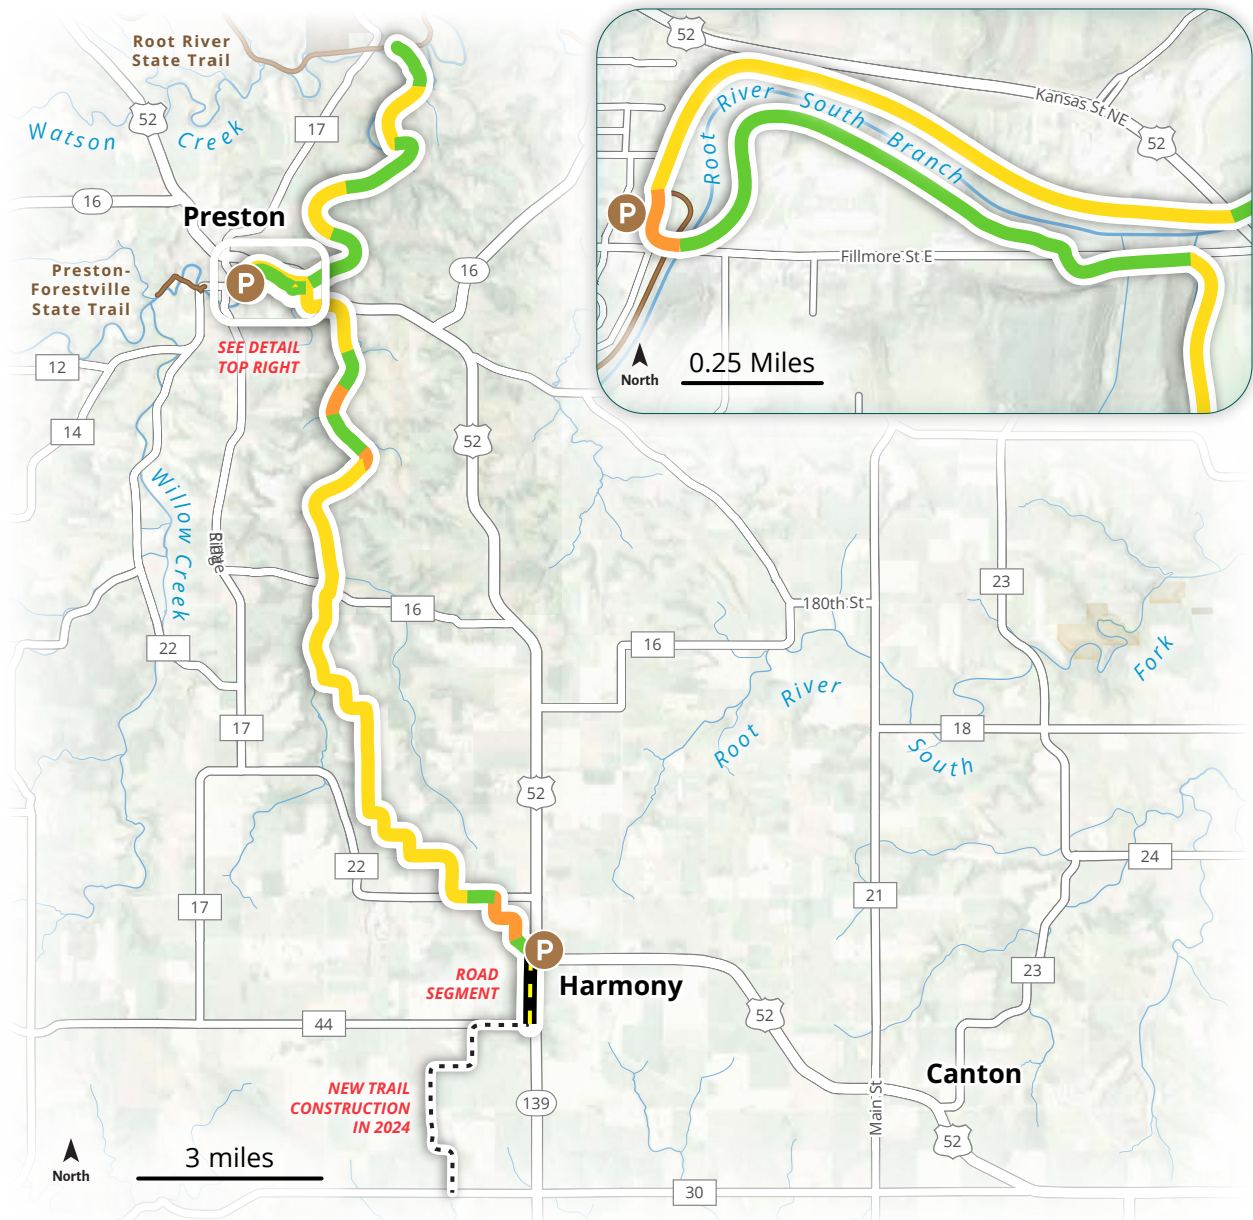 Root River
State Trail
52
Watson Creek
17
16
Preston
Preston-
Forestville
State Trail
P
16
SEE DETAIL
TOP RIGHT
12
14
52
Willow Creek
Ridge
16
22
17
52
22
17
P
ROAD
SEGMENT
Harmony
44
NEW TRAIL
CONSTRUCTION
IN 2024
139
North
3 miles
52
Kansas St NE
52
Root River South Branch
P
Fillmore St E
North
0.25 Miles
23
180th St
16
Fork
Root River
18
South
24
21
23
52
Canton
Main St
52
30